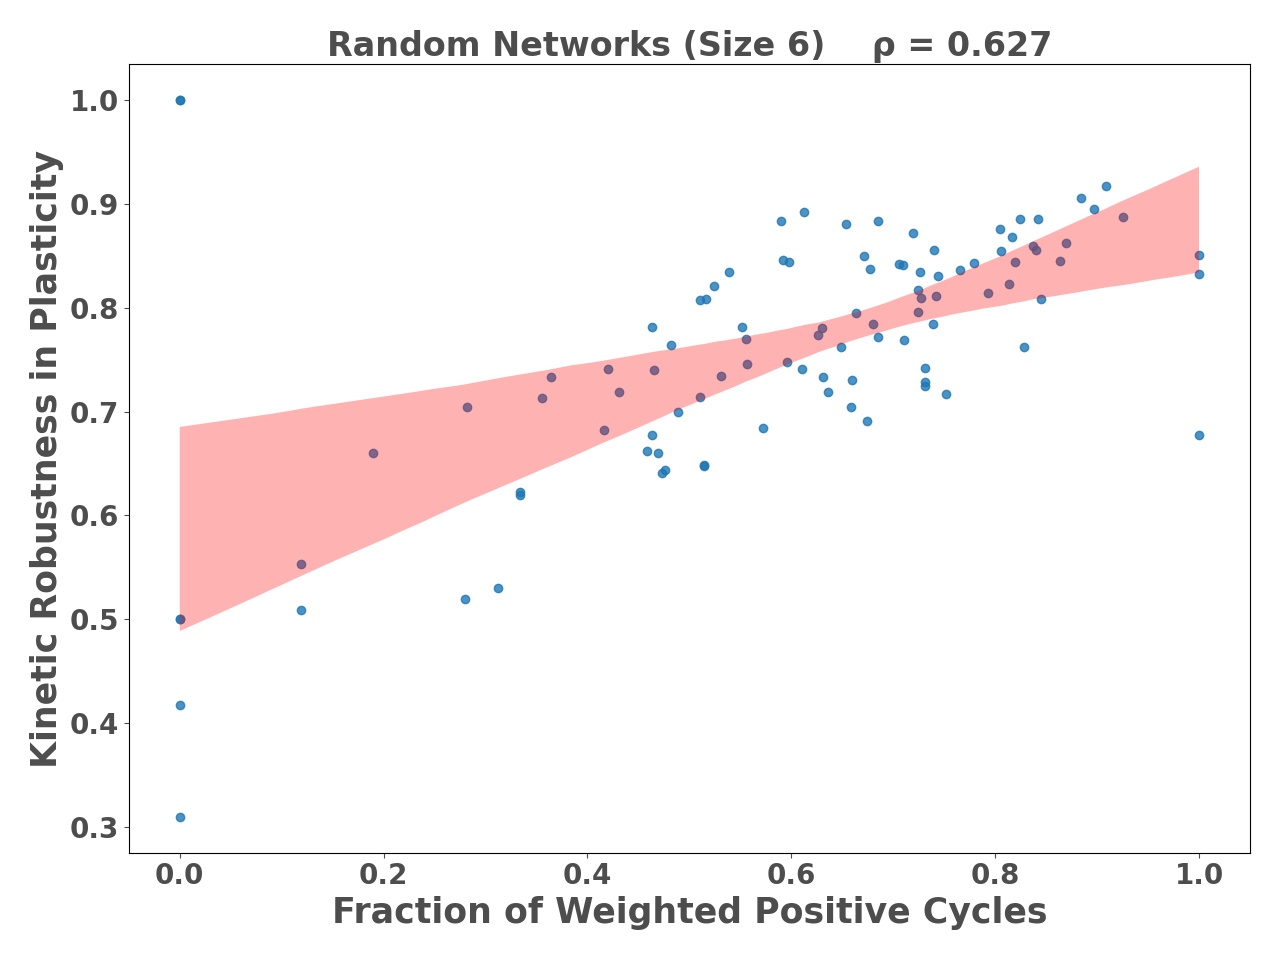 Random Networks (Size 6)    ρ = 0.627
Kinetic Robustness in Plasticity
1.0
0.9
0.8
0.7
0.6
0.5
0.4
0.3
0.0 0.2 0.4 0.6 0.8 1.0
Fraction of Weighted Positive Cycles